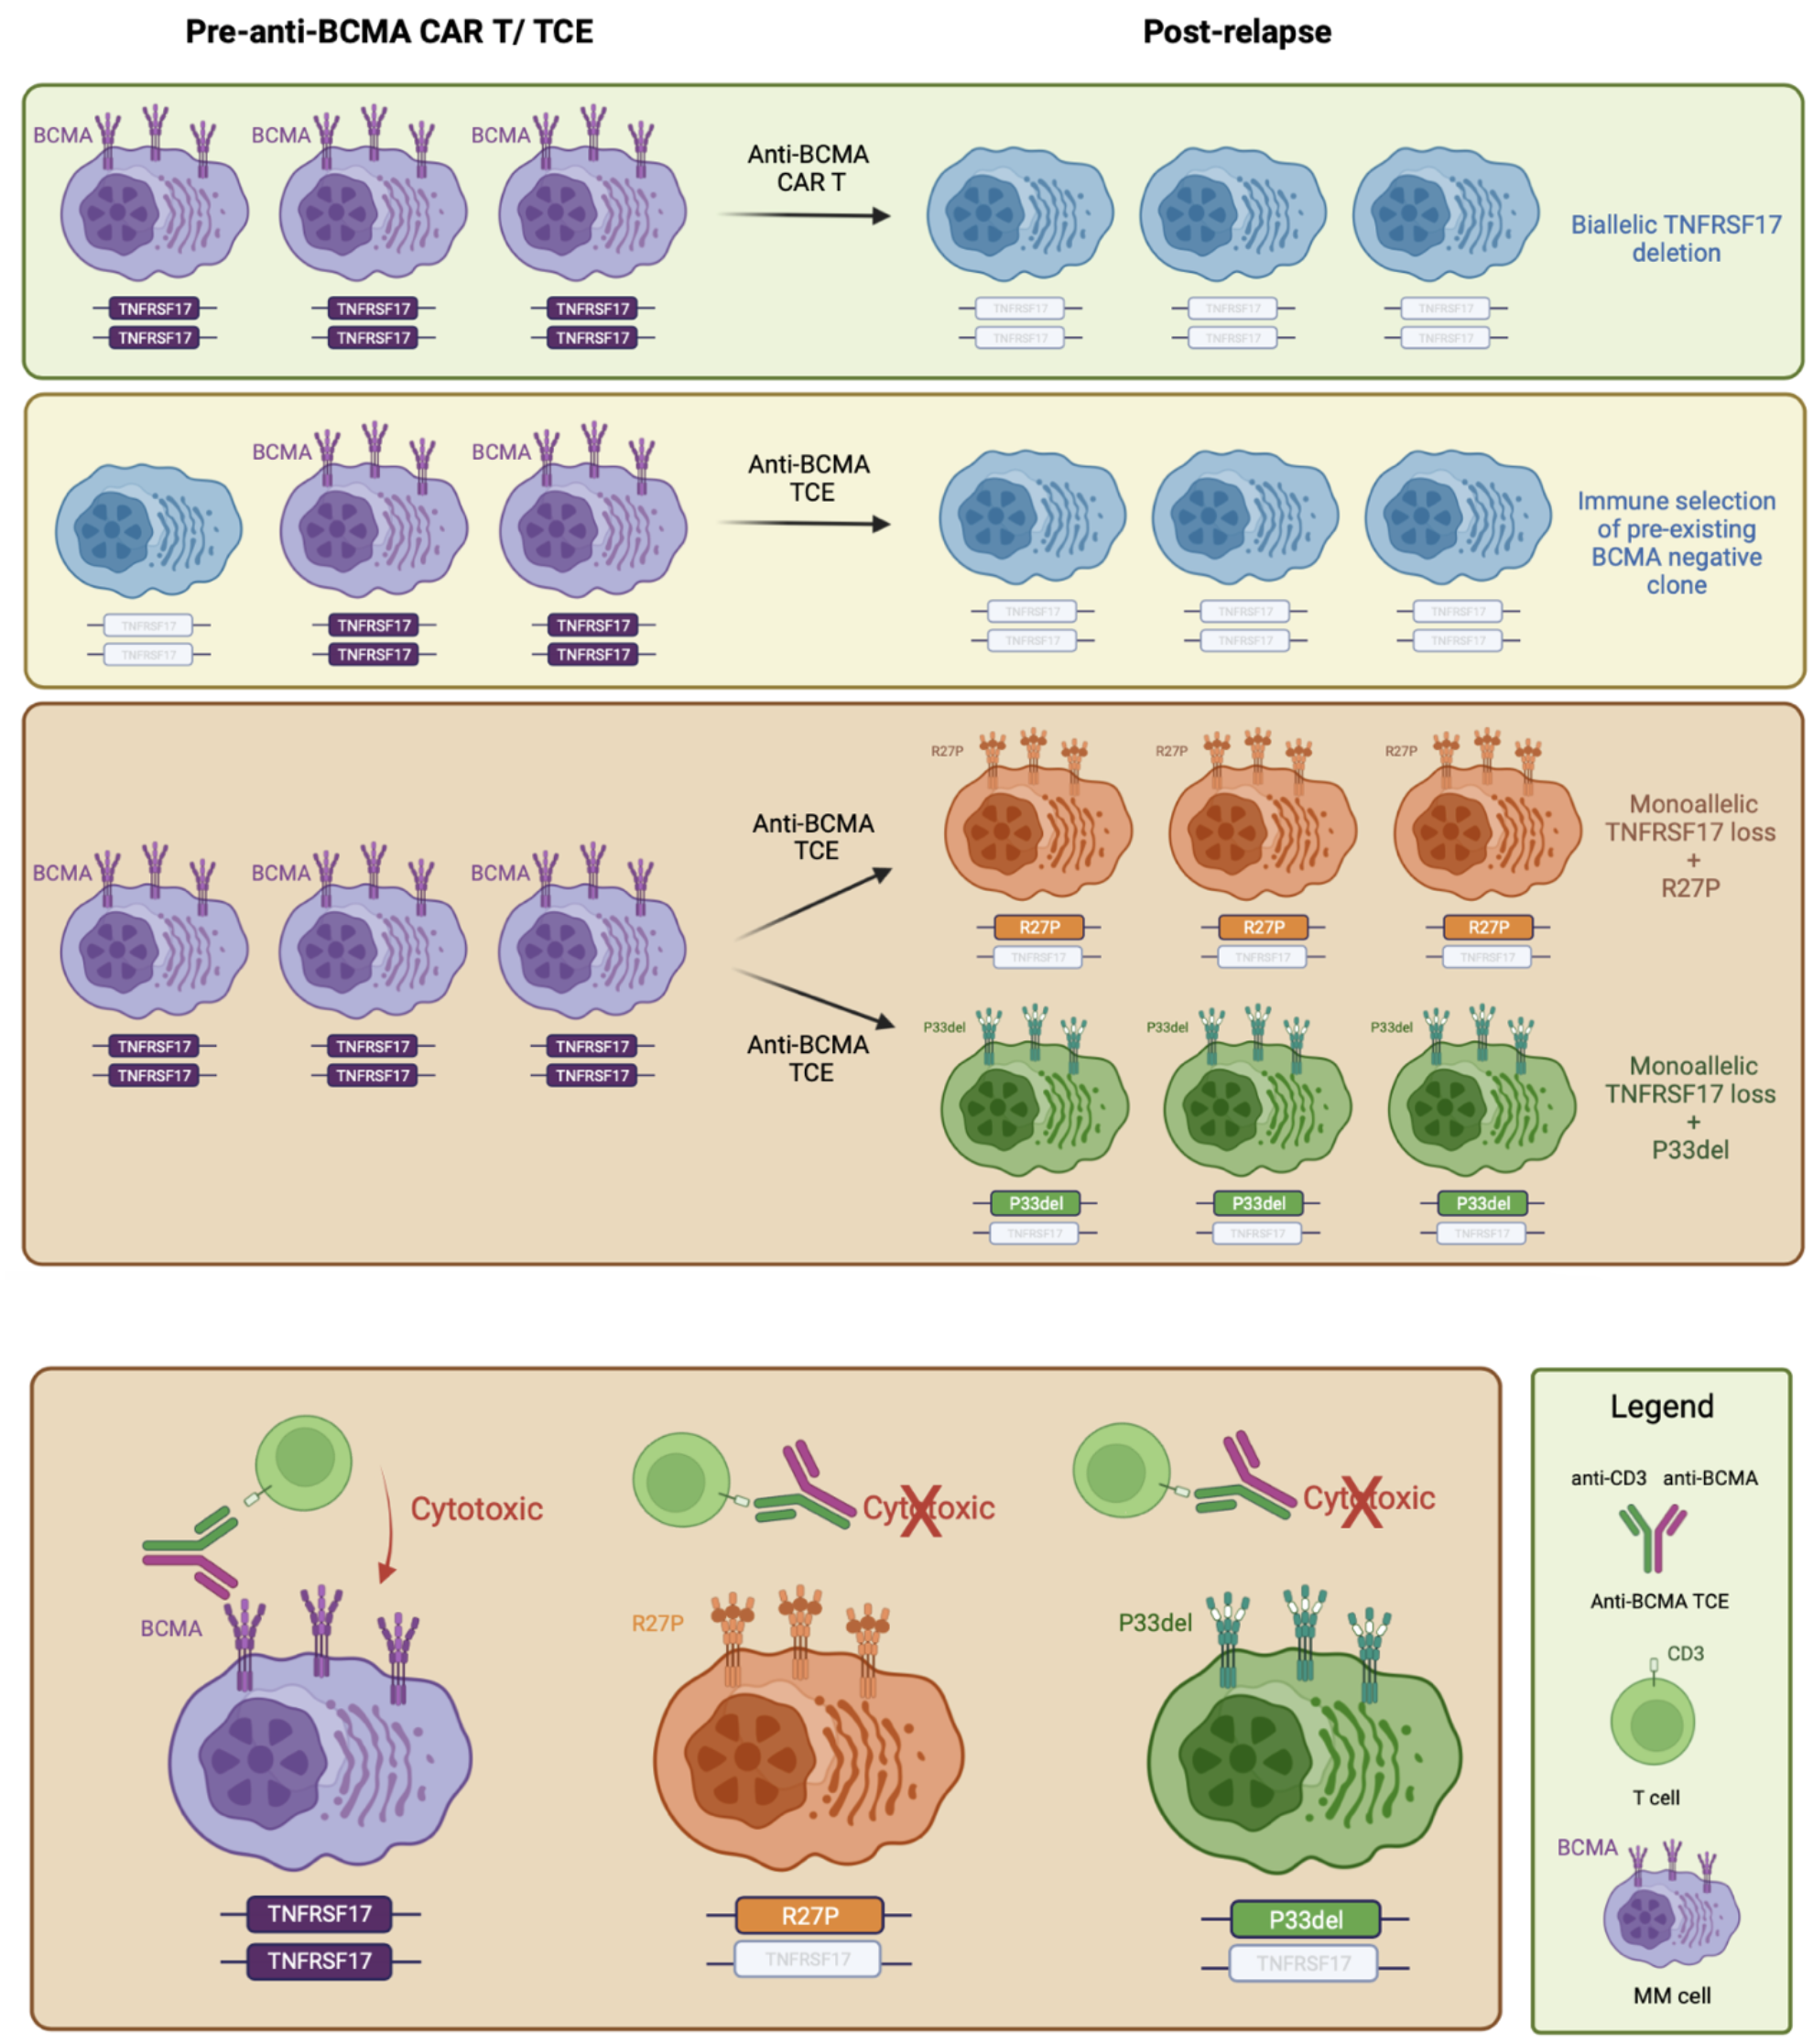 Pre-anti-BCMA CAR T/ TCE
Post-relapse
BCMA
BCMA
BCMA
Anti-BCMA
CAR T
Biallelic TNFRSF17
deletion
TNFRSF17
TNFRSF17
TNFRSF17
TNFRSF17
TNFRSF17
TNFRSF17
TNFRSF17
TNFRSF17
TNFRSF17
TNFRSF17
TNFRSF17
TNFRSF17
BCMA
BCMA
Anti-BCMA
TCE
Immune selection
of pre-existing
BCMA negative
clone
TNFRSF17
TNFRSF17
TNFRSF17
TNFRSF17
TNFRSF17
TNFRSF17
TNFRSF17
TNFRSF17
TNFRSF17
TNFRSF17
TNFRSF17
TNFRSF17
BCMA
BCMA
BCMA
TNFRSF17
TNFRSF17
TNFRSF17
TNFRSF17
TNFRSF17
TNFRSF17
Anti-BCMA
TCE
R27P
R27P
R27P
Monoallelic
TNFRSF17 loss
+
R27P
R27P
R27P
R27P
TNFRSF17
TNFRSF17
TNFRSF17
Anti-BCMA
TCE
P33del
P33del
P33del
Monoallelic
TNFRSF17 loss
+
P33del
P33del
P33del
P33del
TNFRSF17
TNFRSF17
TNFRSF17
Cytotoxic
Cytotoxic
X
Cytotoxic
X
BCMA
R27P
P33del
TNFRSF17
TNFRSF17
R27P
TNFRSF17
P33del
TNFRSF17
Legend
anti-CD3 anti-BCMA
Anti-BCMA TCE
CD3
T cell
BCMA
MM cell